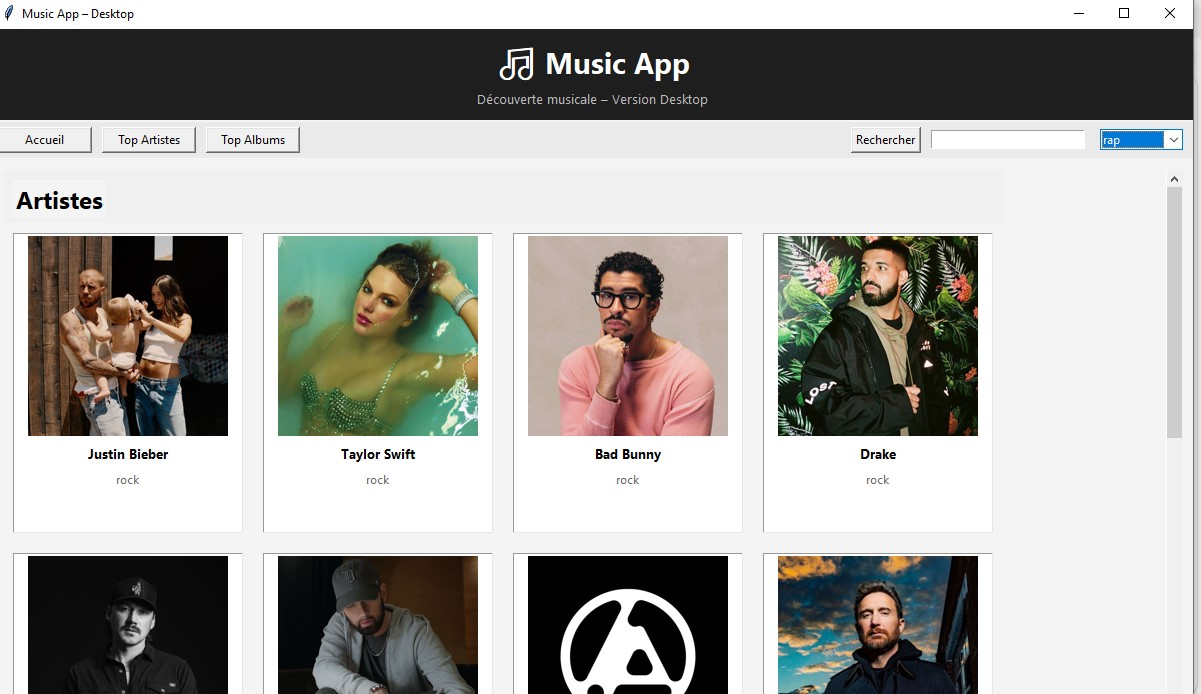 Music App – Desktop
Music App
Découverte musicale – Version Desktop
Accueil Top Artistes Top Albums Rechercher rap
Artistes
LOST
Justin Bieber Taylor Swift Bad Bunny Drake
rock rock rock rock